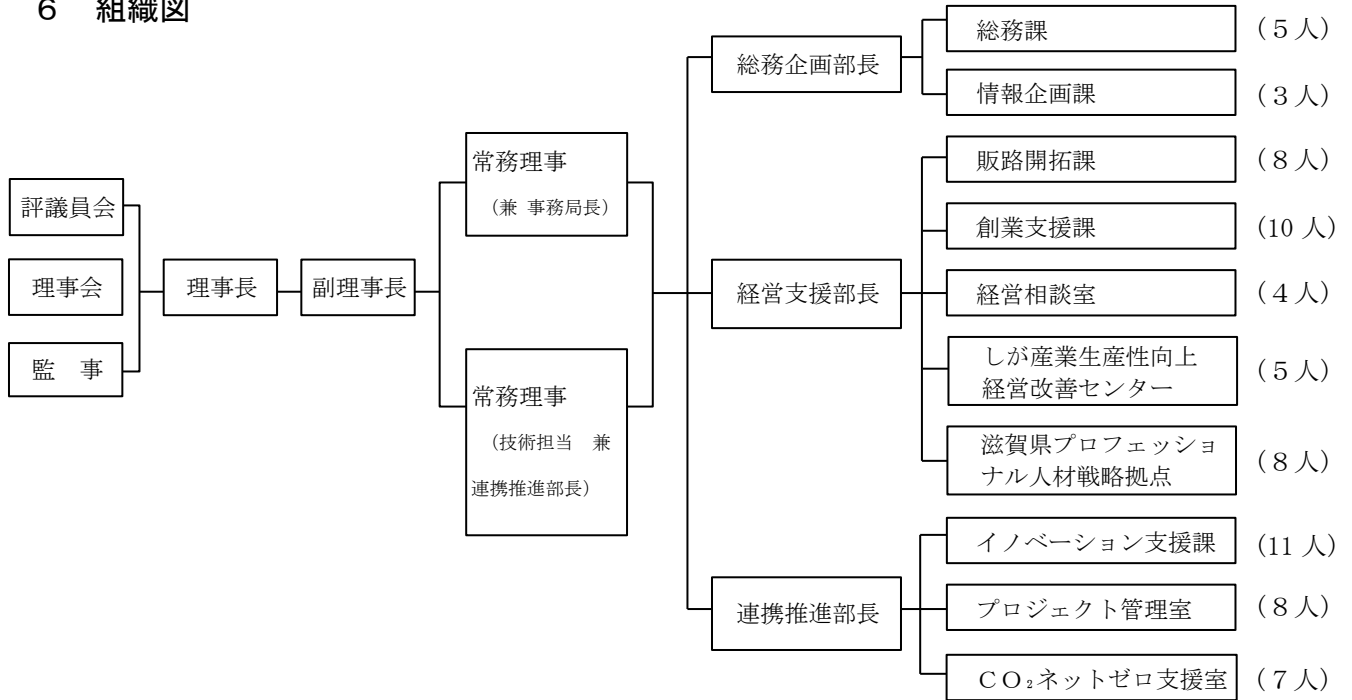 ６　組織図
評議員会
理事会
監　事
理事長
副理事長
常務理事
（兼 事務局長）
常務理事
（技術担当　兼
連携推進部長）
総務企画部長
総務課
（５人）
情報企画課
（３人）
経営支援部長
販路開拓課
（８人）
創業支援課
（10 人）
経営相談室
（４人）
しが産業生産性向上
経営改善センター
（５人）
滋賀県プロフェッショ
ナル人材戦略拠点
（８人）
連携推進部長
イノベーション支援課
（11 人）
プロジェクト管理室
（８人）
ＣＯ₂ネットゼロ支援室
（７人）